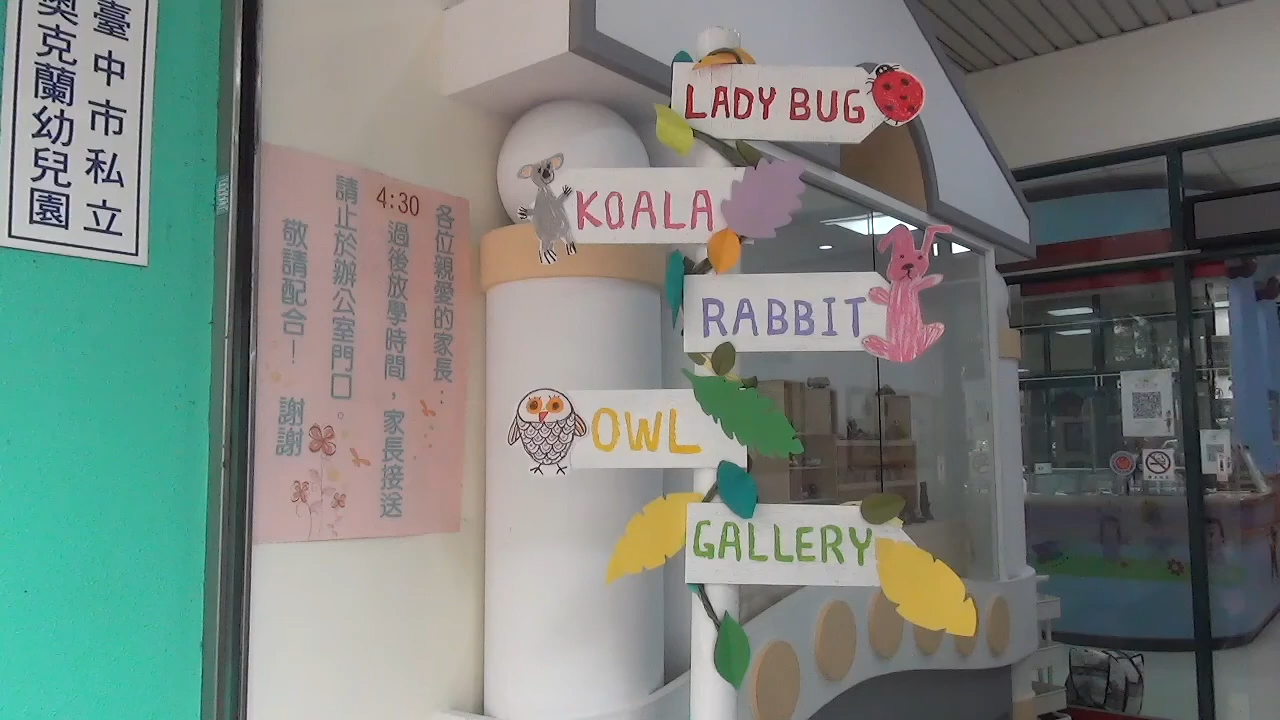 臺中市私立
奧克蘭幼兒園
各位親愛的家長：
4:30過後放學時間，家長接送
請止於辦公室門口。
敬請配合！ 謝謝
LADY BUG
KOALA
RABBIT
OWL
GALLERY